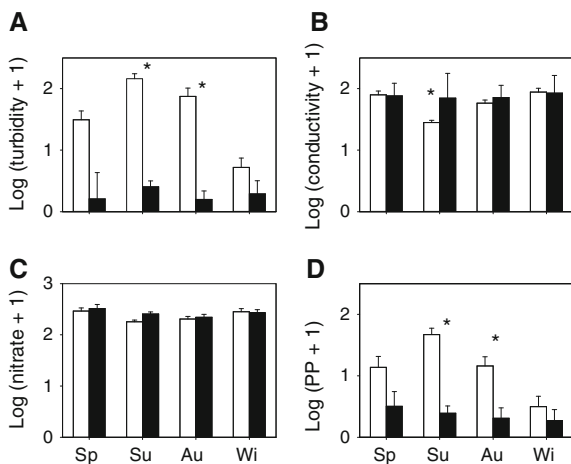 A
Log (turbidity + 1)
2
1
0
*
*
B
Log (conductivity + 1)
2
1
0
*
C
Log (nitrate + 1)
3
2
1
0
Sp Su Au Wi
D
Log (PP + 1)
2
1
0
*
*
Sp Su Au Wi